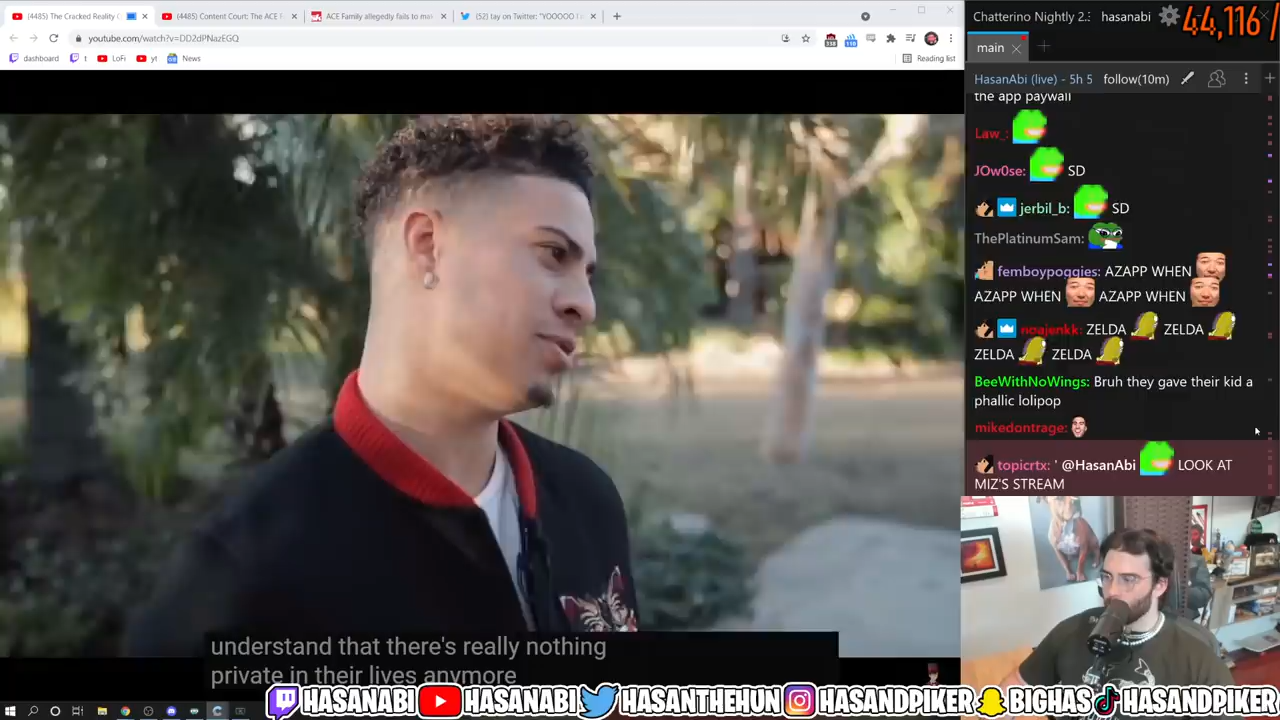 (4485) The Cracked Reality
(4485) Content Court: The ACE
ACE Family allegedly fails to ma
(52) tay on Twitter: "YOOOO I
youtube.com/watch?v=DD2dPNazEGQ
dashboard
t
LoFi
yt
News
Reading list
understand that there's really nothing
private in their lives anymore
Chatterino Nightly 2.
hasanabi
44,116 /
main
HasanAbi (live) - 5h 5
follow(10m)
the app paywall
Law_:
JOw0se: SD
jerbil_b: SD
ThePlatinumSam:
femboypoggies: AZAPP WHEN
AZAPP WHEN AZAPP WHEN
noajenkk: ZELDA ZELDA
ZELDA ZELDA
BeeWithNoWings: Bruh they gave their kid a
phallic lolipop
mikedontrage:
topicrtx: ' @HasanAbi LOOK AT
MIZ'S STREAM
HASANABI HASANABI HASANTHEHUN HASANDPIKER BIGHAS HASANDPIKER